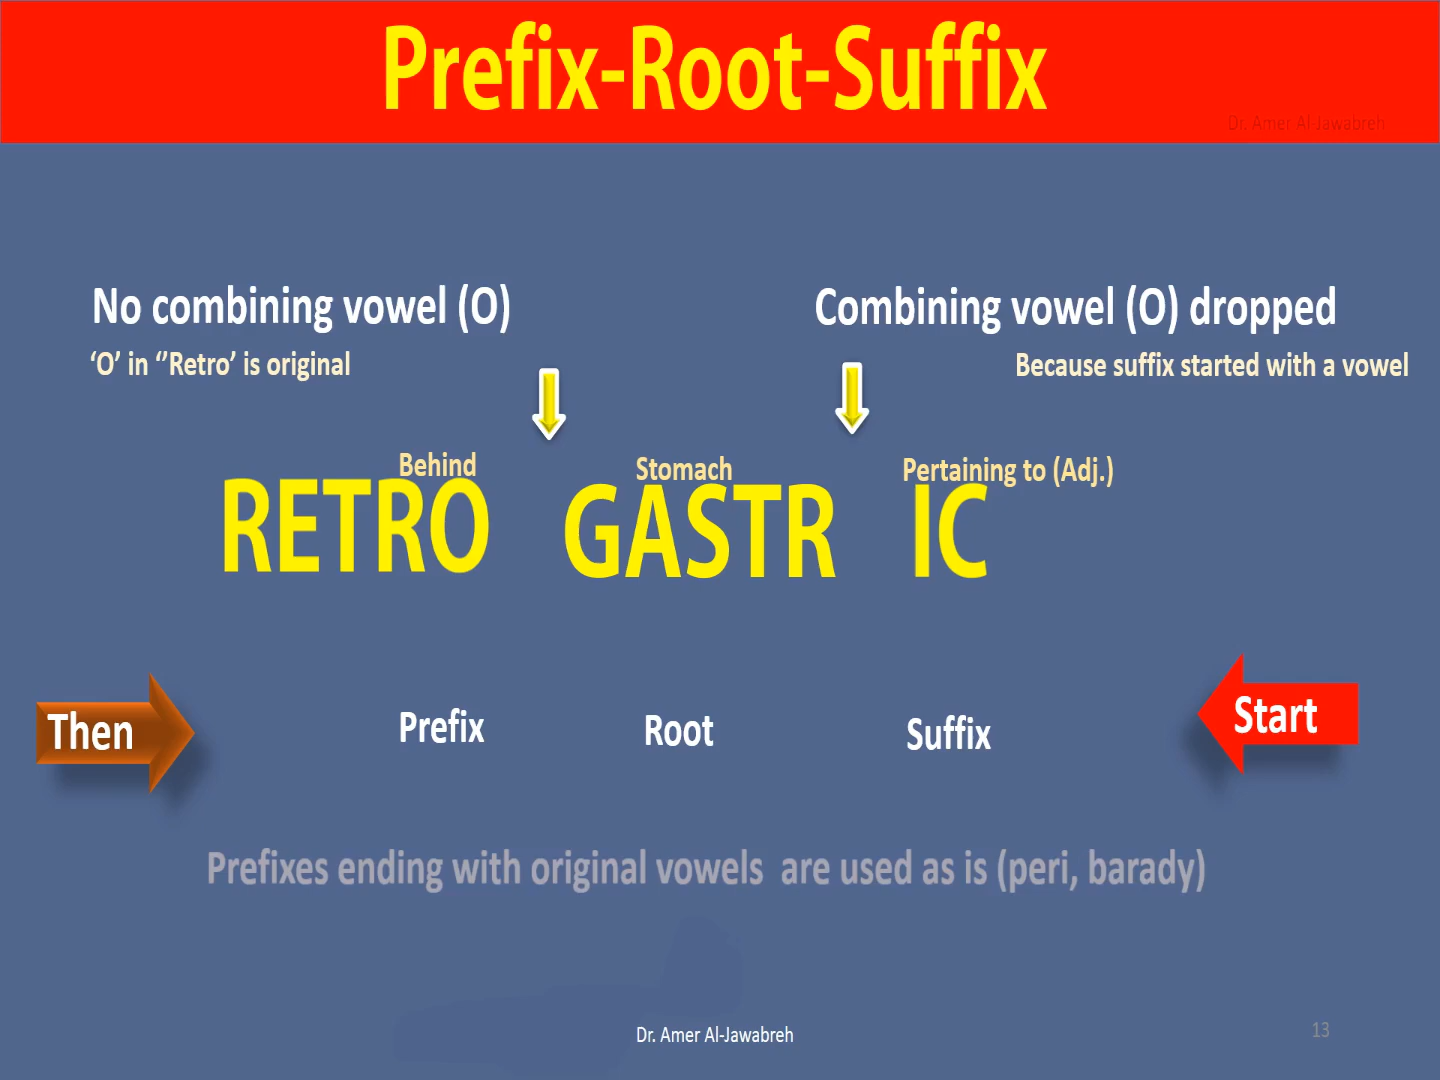 Prefix-Root-Suffix
Dr. Amer Al-Jawabreh
No combining vowel (O)
‘O’ in “Retro’ is original
Combining vowel (O) dropped
Because suffix started with a vowel
Behind
Stomach
Pertaining to (Adj.)
RETRO GASTR IC
Then
Prefix Root Suffix
Start
Prefixes ending with original vowels are used as is (peri, barady)
Dr. Amer Al-Jawabreh
13